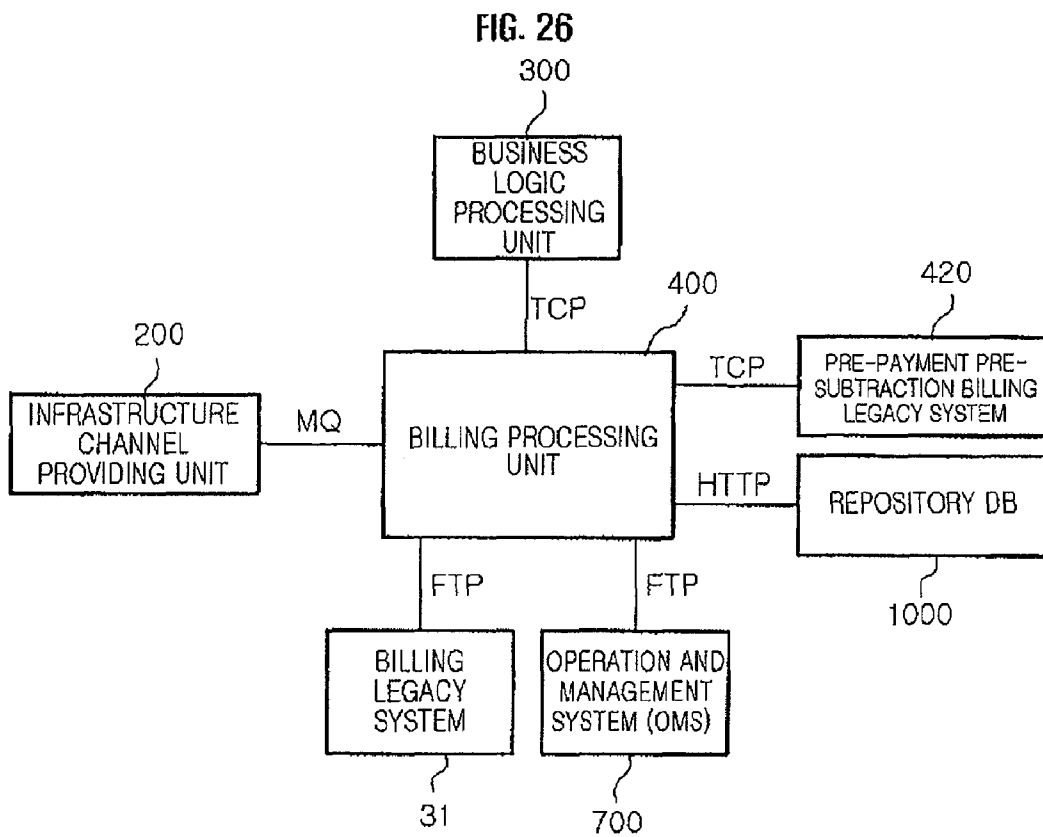 FIG. 26
300
BUSINESS
LOGIC
PROCESSING
UNIT
TCP
400
420
200
INFRASTRUCTURE
CHANNEL
PROVIDING UNIT
MQ
BILLING PROCESSING
UNIT
TCP
PRE-PAYMENT PRE-
SUBTRACTION BILLING
LEGACY SYSTEM
HTTP
REPOSITORY DB
1000
FTP
FTP
BILLING
LEGACY
SYSTEM
OPERATION AND
MANAGEMENT
SYSTEM (OMS)
31
700